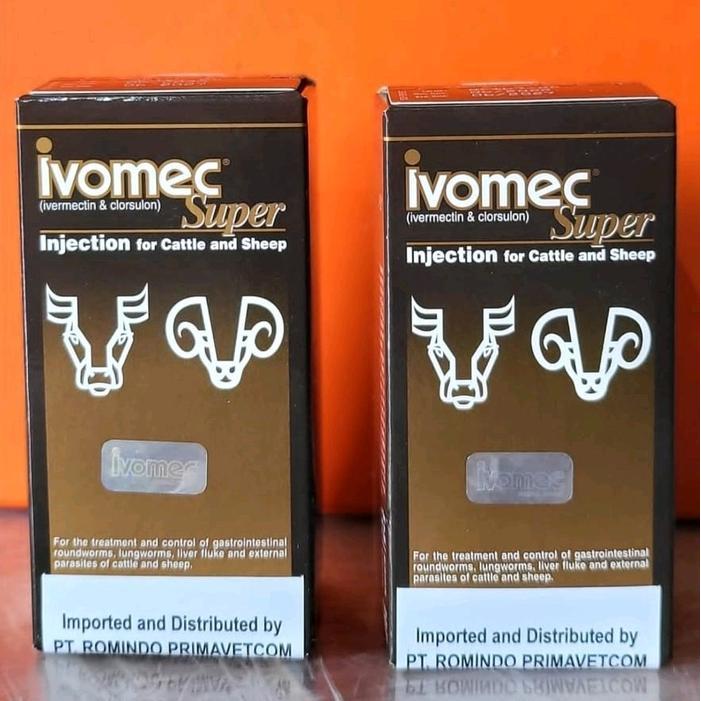 ivomec®
(ivermectin & clorsulon)
Super
Injection for Cattle and Sheep
ivomec
For the treatment and control of gastrointestinal
roundworms, lungworms, liver fluke and external
parasites of cattle and sheep.
Imported and Distributed by
PT. ROMINDO PRIMAVETCOM
ivomec®
(ivermectin & clorsulon)
Super
Injection for Cattle and Sheep
ivomec
For the treatment and control of gastrointestinal
roundworms, lungworms, liver fluke and external
parasites of cattle and sheep.
Imported and Distributed by
PT. ROMINDO PRIMAVETCOM